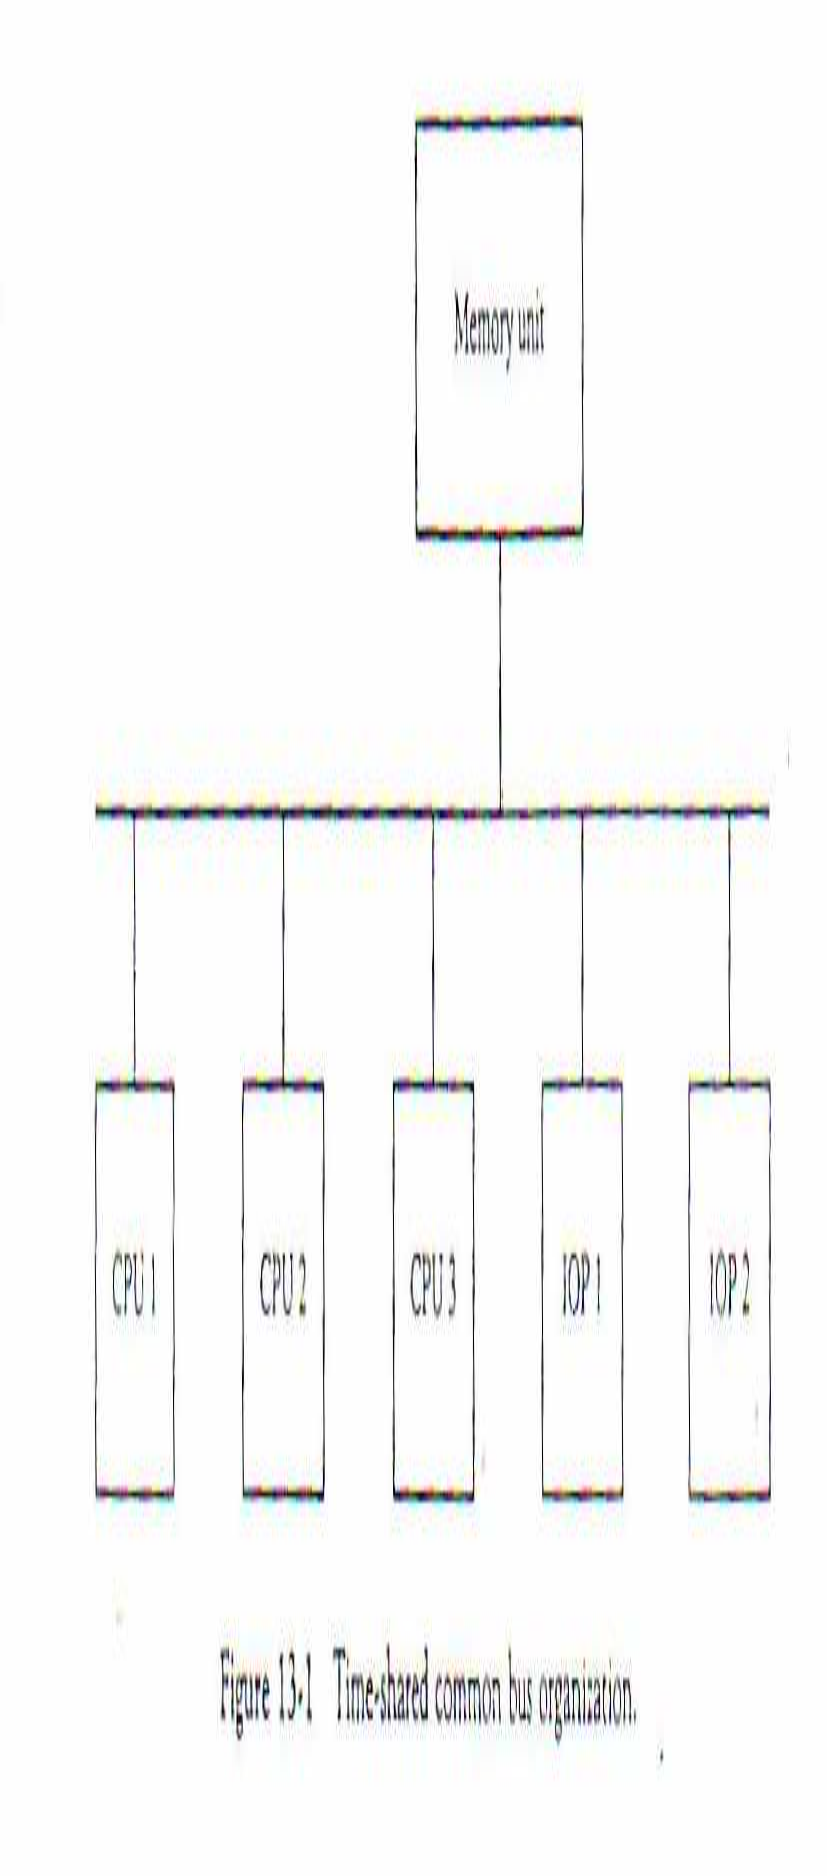 Memory unit
CPU 1
CPU 2
CPU 3
IOP 1
IOP 2
Figure 13-1 Time-shared common bus organization.